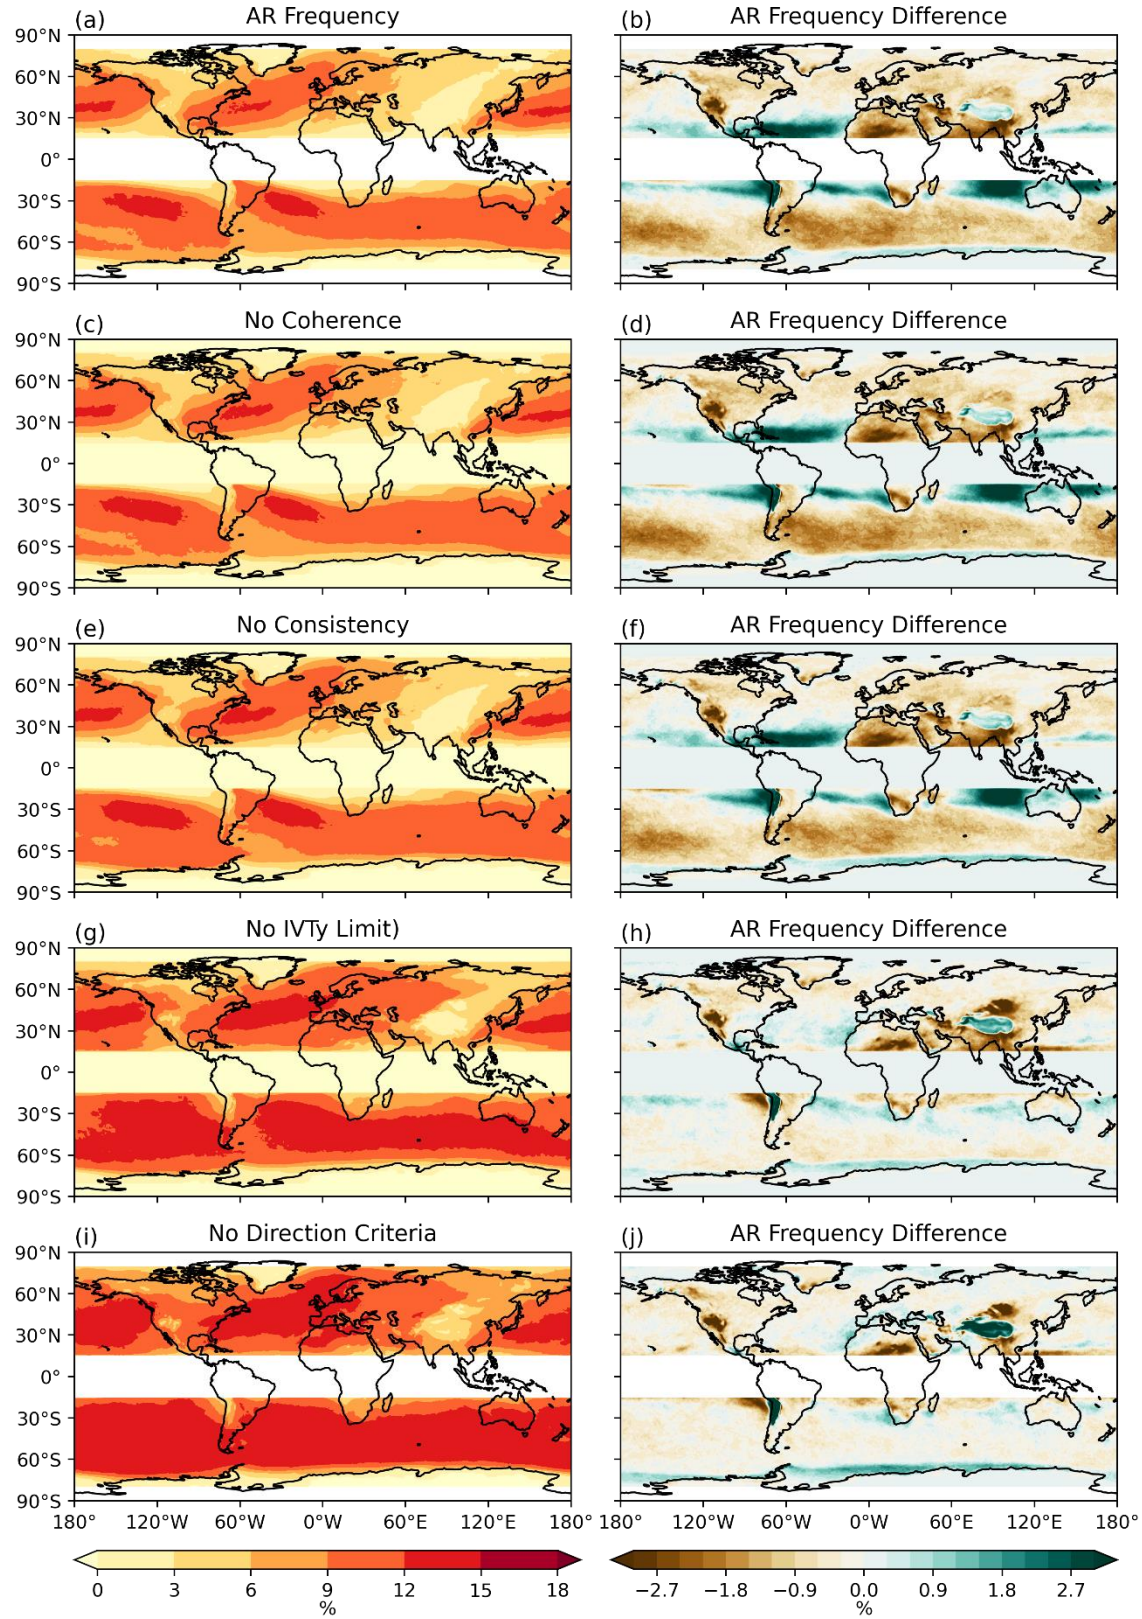 (a) AR Frequency
(b) AR Frequency Difference
90°N
60°N
30°N
0°
30°S
60°S
90°S
(c) No Coherence
(d) AR Frequency Difference
90°N
60°N
30°N
0°
30°S
60°S
90°S
(e) No Consistency
(f) AR Frequency Difference
90°N
60°N
30°N
0°
30°S
60°S
90°S
(g) No IVTy Limit)
(h) AR Frequency Difference
90°N
60°N
30°N
0°
30°S
60°S
90°S
(i) No Direction Criteria
(j) AR Frequency Difference
90°N
60°N
30°N
0°
30°S
60°S
90°S
180° 120°W 60°W 0°W 60°E 120°E 180°
180° 120°W 60°W 0°W 60°E 120°E 180°
0 3 6 9 12 15 18
%
−2.7 −1.8 −0.9 0.0 0.9 1.8 2.7
%